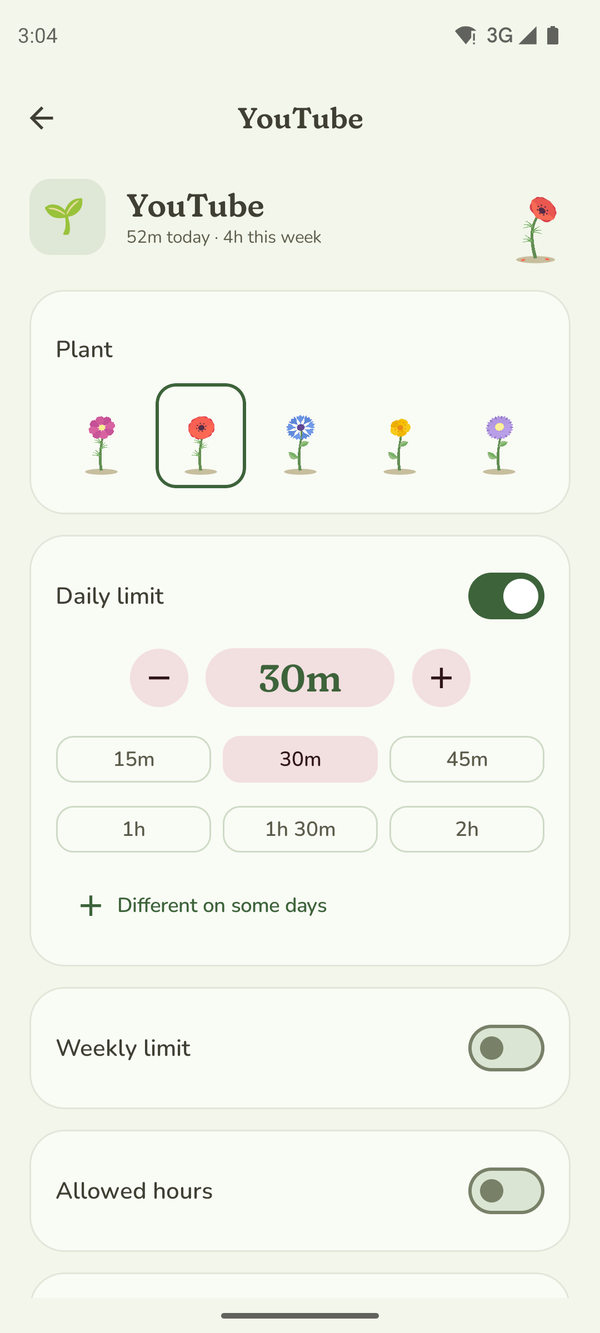 3:04
3G
YouTube
YouTube
52m today · 4h this week
Plant
Daily limit
30m
15m
30m
45m
1h
1h 30m
2h
Different on some days
Weekly limit
Allowed hours